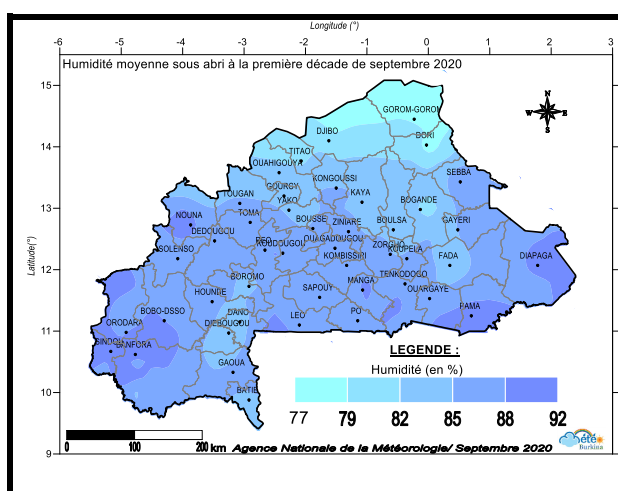 Longitude (°)
-6 -5 -4 -3 -2 -1 0 1 2 3
Humidité moyenne sous abri à la première décade de septembre 2020
15
14
13
12
11
10
9
Latitude(°)
N
W E
S
GOROM-GOROM
DJIBO
DORI
TITAO
OUAHIGOUYA
KONGOUSSI
SEBBA
GOURCY
KAYA
TOUGAN
YAKO
BOGANDE
NOUNA
TOMA
BOUSSE
ZINIARE
BOULSA
GAYERI
DEDOUGOU
OUAGADOUGOU
SOLENSO
REO
KOUDOUGOU
ZORGHO
KOUPELA
KOMBISSIRI
FADA
DIAPAGA
BOROMO
TENKODOGO
HOUNDE
SAPOUY
MANGA
OUARGAYE
BOBO-DSSO
DANO
LEO
PO
PAMA
ORODARA
DIEBOUGOU
SINDOU
BANFORA
GAOUA
BATIE
LEGENDE :
Humidité (en %)
77 79 82 85 88 92
0 100 200 km
Agence Nationale de la Météorologie/ Septembre 2020
Météo
Burkina